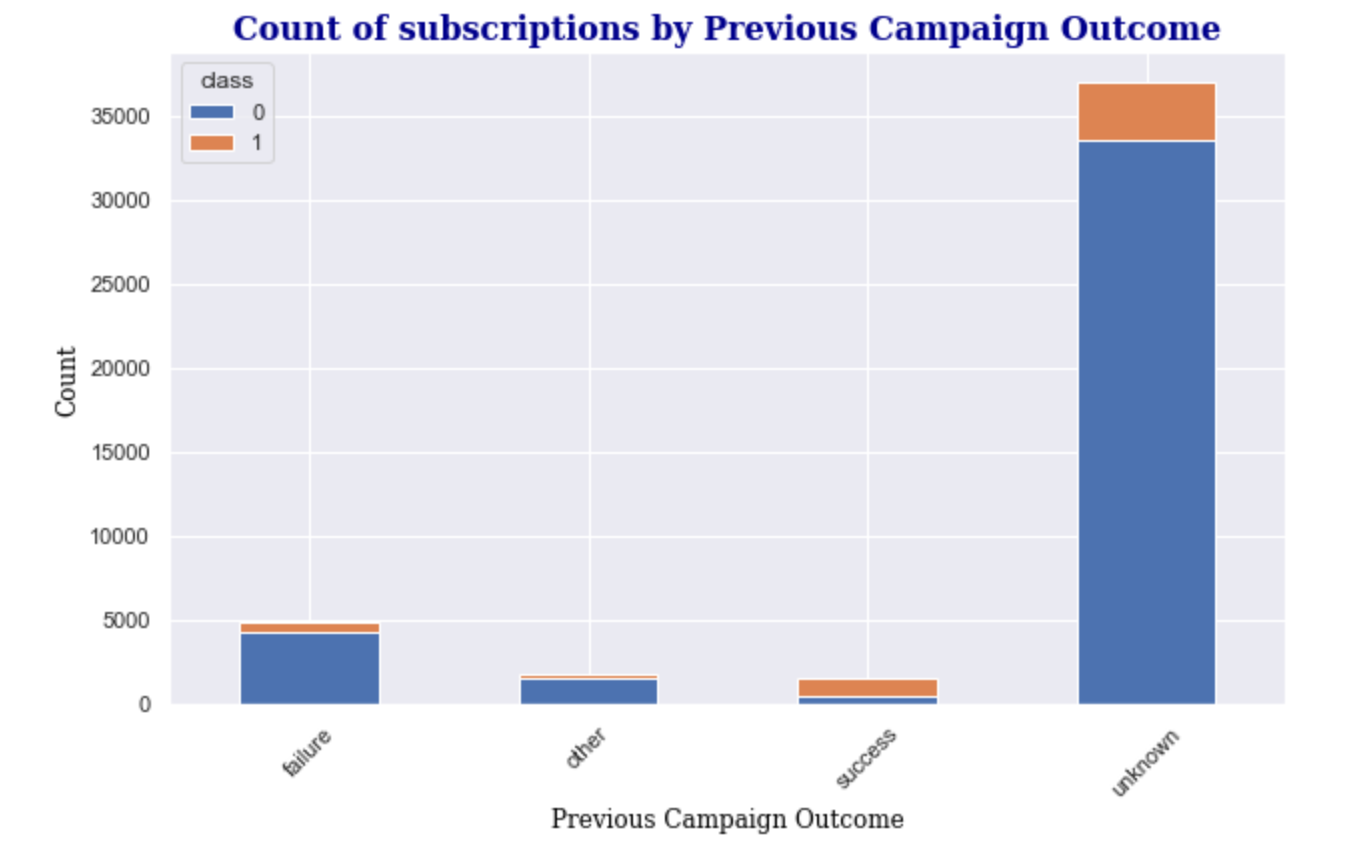 Count of subscriptions by Previous Campaign Outcome
class
0
1
35000
30000
25000
20000
15000
10000
5000
0
Count
failure
other
success
unknown
Previous Campaign Outcome